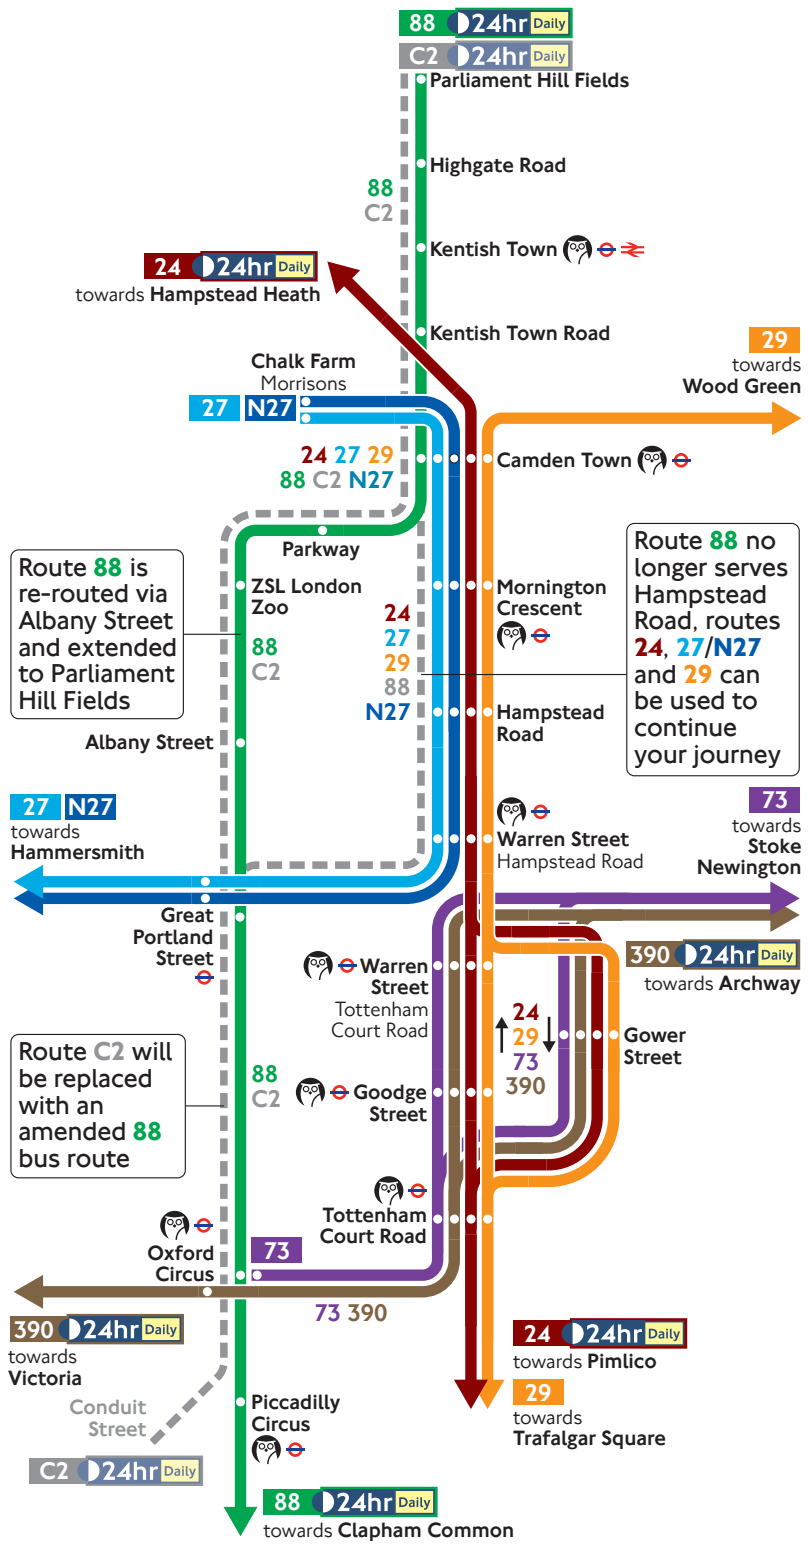 88 24hr Daily
C2 24hr Daily
Parliament Hill Fields
Highgate Road
88
C2
Kentish Town
24 24hr Daily
towards Hampstead Heath
Kentish Town Road
29
towards
Wood Green
Chalk Farm
Morrisons
27 N27
24 27 29
88 C2 N27
Camden Town
Parkway
Route 88 is
re-routed via
Albany Street
and extended
to Parliament
Hill Fields
ZSL London
Zoo
88
C2
24
27
29
88
N27
Mornington
Crescent
Route 88 no
longer serves
Hampstead
Road, routes
24, 27/N27
and 29 can
be used to
continue
your journey
Hampstead
Road
Albany Street
27 N27
towards
Hammersmith
Warren Street
Hampstead Road
73
towards
Stoke
Newington
Great
Portland
Street
Warren
Street
Tottenham
Court Road
390 24hr Daily
towards Archway
24
29
73
390
Gower
Street
Route C2 will
be replaced
with an
amended 88
bus route
88
C2
Goodge
Street
Tottenham
Court Road
Oxford
Circus
73
73 390
390 24hr Daily
towards
Victoria
24 24hr Daily
towards Pimlico
29
towards
Trafalgar Square
Conduit
Street
C2 24hr Daily
Piccadilly
Circus
88 24hr Daily
towards Clapham Common